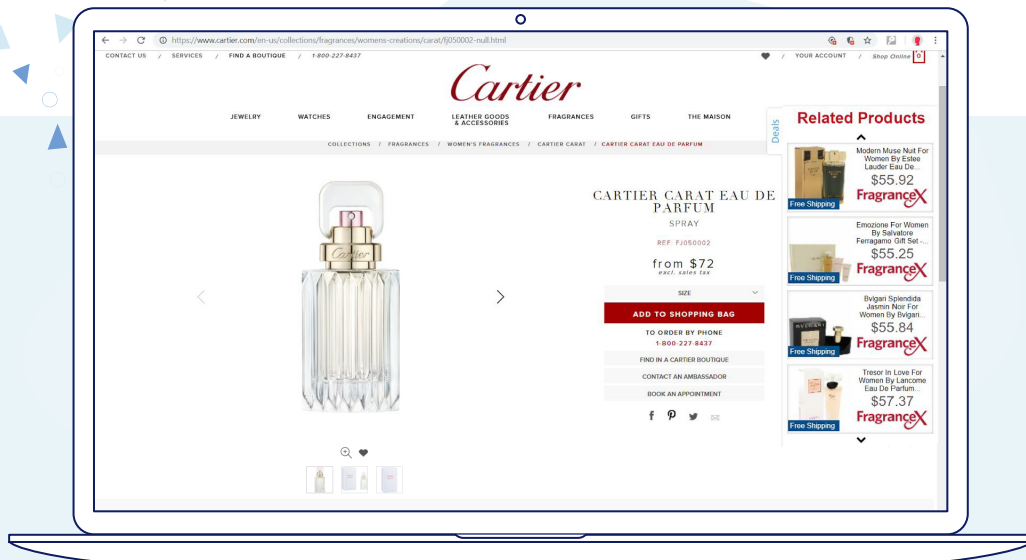 https://www.cartier.com/en-us/collections/fragrances/womens-creations/carat/fj050002-null.html
CONTACT US / SERVICES / FIND A BOUTIQUE / 1-800-227-8437
/ YOUR ACCOUNT / Shop Online 0
Cartier
JEWELRY WATCHES ENGAGEMENT LEATHER GOODS & ACCESSORIES FRAGRANCES GIFTS THE MAISON
COLLECTIONS / FRAGRANCES / WOMEN'S FRAGRANCES / CARTIER CARAT / CARTIER CARAT EAU DE PARFUM
Cartier
CARTIER CARAT EAU DE
PARFUM
SPRAY
REF FJ050002
from $72
excl. sales tax
SIZE
ADD TO SHOPPING BAG
TO ORDER BY PHONE
1-800-227-8437
FIND IN A CARTIER BOUTIQUE
CONTACT AN AMBASSADOR
BOOK AN APPOINTMENT
Deals
Related Products
Modern Muse Nuit For
Women By Estee
Lauder Eau De...
$55.92
Free Shipping
FragranceX
Emozione For Women
By Salvatore
Ferragamo Gift Set -...
$55.25
Free Shipping
FragranceX
Bvlgari Splendida
Jasmin Noir For
Women By Bvlgari...
$55.84
Free Shipping
FragranceX
Tresor In Love For
Women By Lancome
Eau De Parfum...
$57.37
Free Shipping
FragranceX